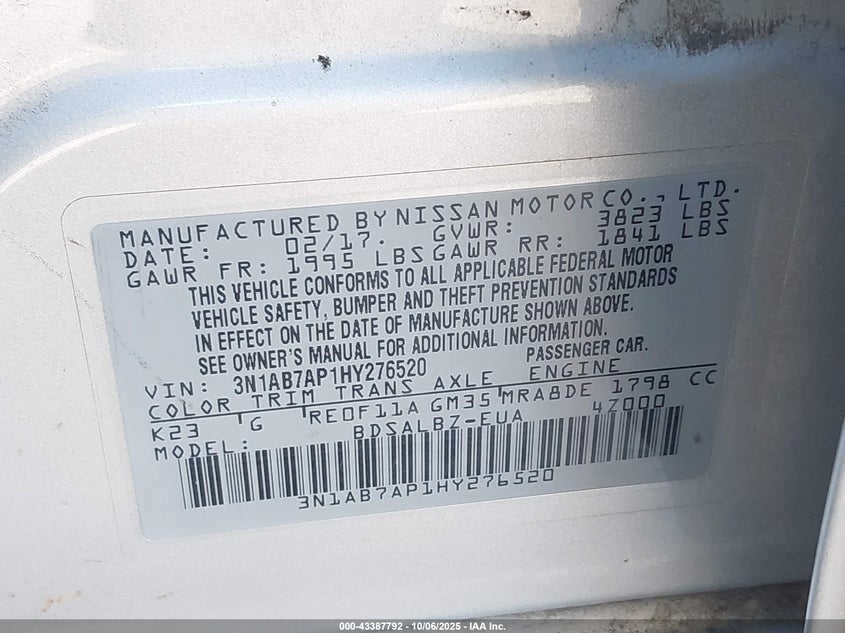 MANUFACTURED BY NISSAN MOTOR CO., LTD.
DATE: 02/17. GVWR: 3823 LBS
GAWR FR: 1995 LBS GAWR RR: 1841 LBS
THIS VEHICLE CONFORMS TO ALL APPLICABLE FEDERAL MOTOR
VEHICLE SAFETY, BUMPER AND THEFT PREVENTION STANDARDS
IN EFFECT ON THE DATE OF MANUFACTURE SHOWN ABOVE.
SEE OWNER'S MANUAL FOR ADDITIONAL INFORMATION.
VIN: 3N1AB7AP1HY276520 PASSENGER CAR.
COLOR TRIM TRANS AXLE ENGINE
K23 G RE0F11A GM35 MRA8DE 1798 CC
MODEL: BDSALBZ-EUA 4Z000
3N1AB7AP1HY276520
000-43387792 - 10/06/2025 - IAA Inc.